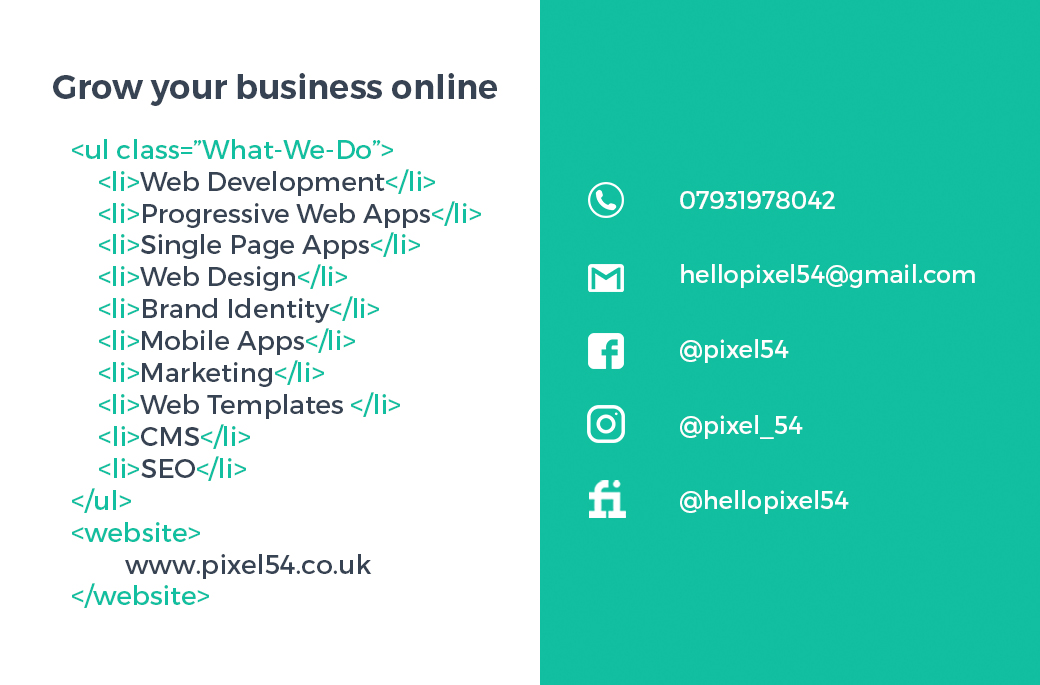 Grow your business online
<ul class=”What-We-Do”>
<li>Web Development</li>
<li>Progressive Web Apps</li>
<li>Single Page Apps</li>
<li>Web Design</li>
<li>Brand Identity</li>
<li>Mobile Apps</li>
<li>Marketing</li>
<li>Web Templates </li>
<li>CMS</li>
<li>SEO</li>
</ul>
<website>
www.pixel54.co.uk
</website>
07931978042
hellopixel54@gmail.com
@pixel54
@pixel_54
fi @hellopixel54